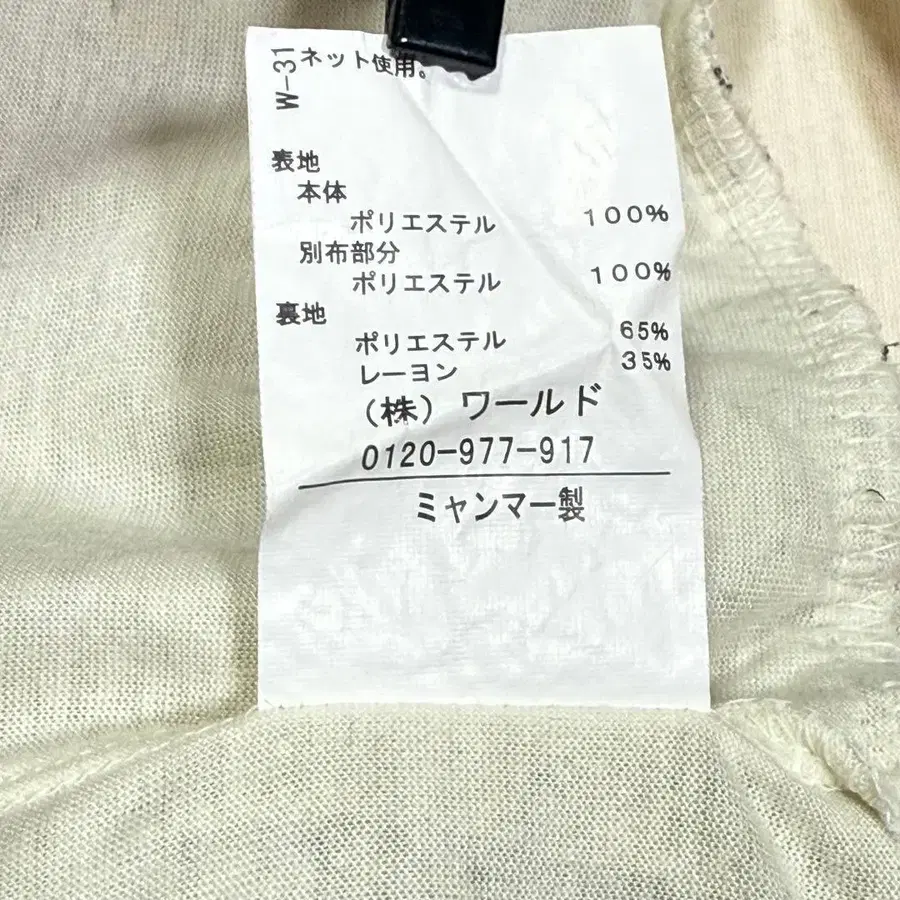 W-31
ネット使用。
表地
本体
ポリエステル 100%
別布部分
ポリエステル 100%
裏地
ポリエステル 65%
レーヨン 35%
(株) ワールド
0120-977-917
ミャンマー製